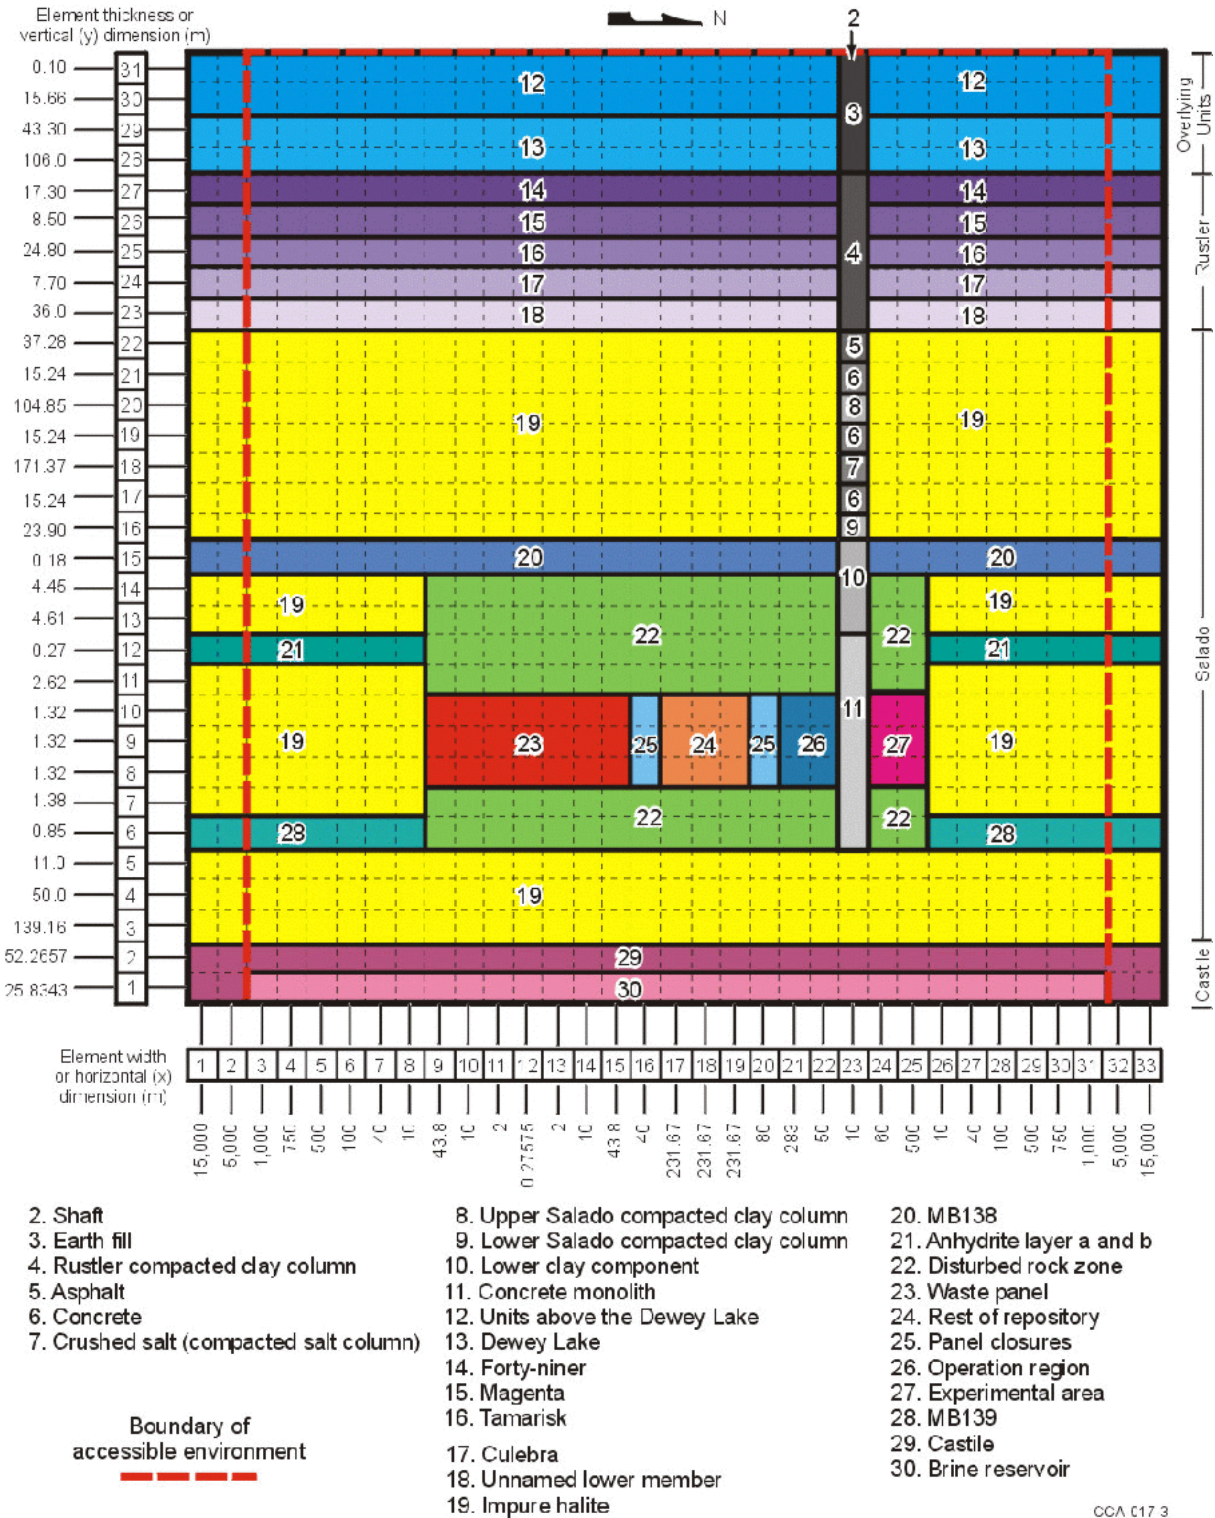 Element thickness or
vertical (y) dimension (m)
N
2
0.10 31
15.66 30
43.30 29
106.0 28
17.30 27
8.50 26
24.80 25
7.70 24
36.0 23
37.28 22
15.24 21
104.85 20
15.24 19
171.37 18
15.24 17
23.90 16
0.18 15
4.45 14
4.61 13
0.27 12
2.62 11
1.32 10
1.32 9
1.32 8
1.38 7
0.85 6
11.0 5
50.0 4
139.16 3
52.2657 2
25.8343 1
12 12
3
13 13
14 14
15 15
16 4 16
17 17
18 18
5
6
8
19 6 19
7
6
9
20 20
10
19 19
22 22
21 21
11
19 23 25 24 25 26 27 19
22 22
28 28
19
29
30
Overlying
Units
Rustler
Salado
Castile
Element width
or horizontal (x)
dimension (m)
1 2 3 4 5 6 7 8 9 10 11 12 13 14 15 16 17 18 19 20 21 22 23 24 25 26 27 28 29 30 31 32 33
15,000 5,000 1,000 750 500 100 40 10 43.8 10 2 0.27575 2 10 43.8 40 231.67 231.67 231.67 80 283 50 10 60 500 10 40 100 500 750 1,000 5,000 15,000
2. Shaft
3. Earth fill
4. Rustler compacted clay column
5. Asphalt
6. Concrete
7. Crushed salt (compacted salt column)
Boundary of
accessible environment
8. Upper Salado compacted clay column
9. Lower Salado compacted clay column
10. Lower clay component
11. Concrete monolith
12. Units above the Dewey Lake
13. Dewey Lake
14. Forty-niner
15. Magenta
16. Tamarisk
17. Culebra
18. Unnamed lower member
19. Impure halite
20. MB138
21. Anhydrite layer a and b
22. Disturbed rock zone
23. Waste panel
24. Rest of repository
25. Panel closures
26. Operation region
27. Experimental area
28. MB139
29. Castile
30. Brine reservoir
CCA-017-3